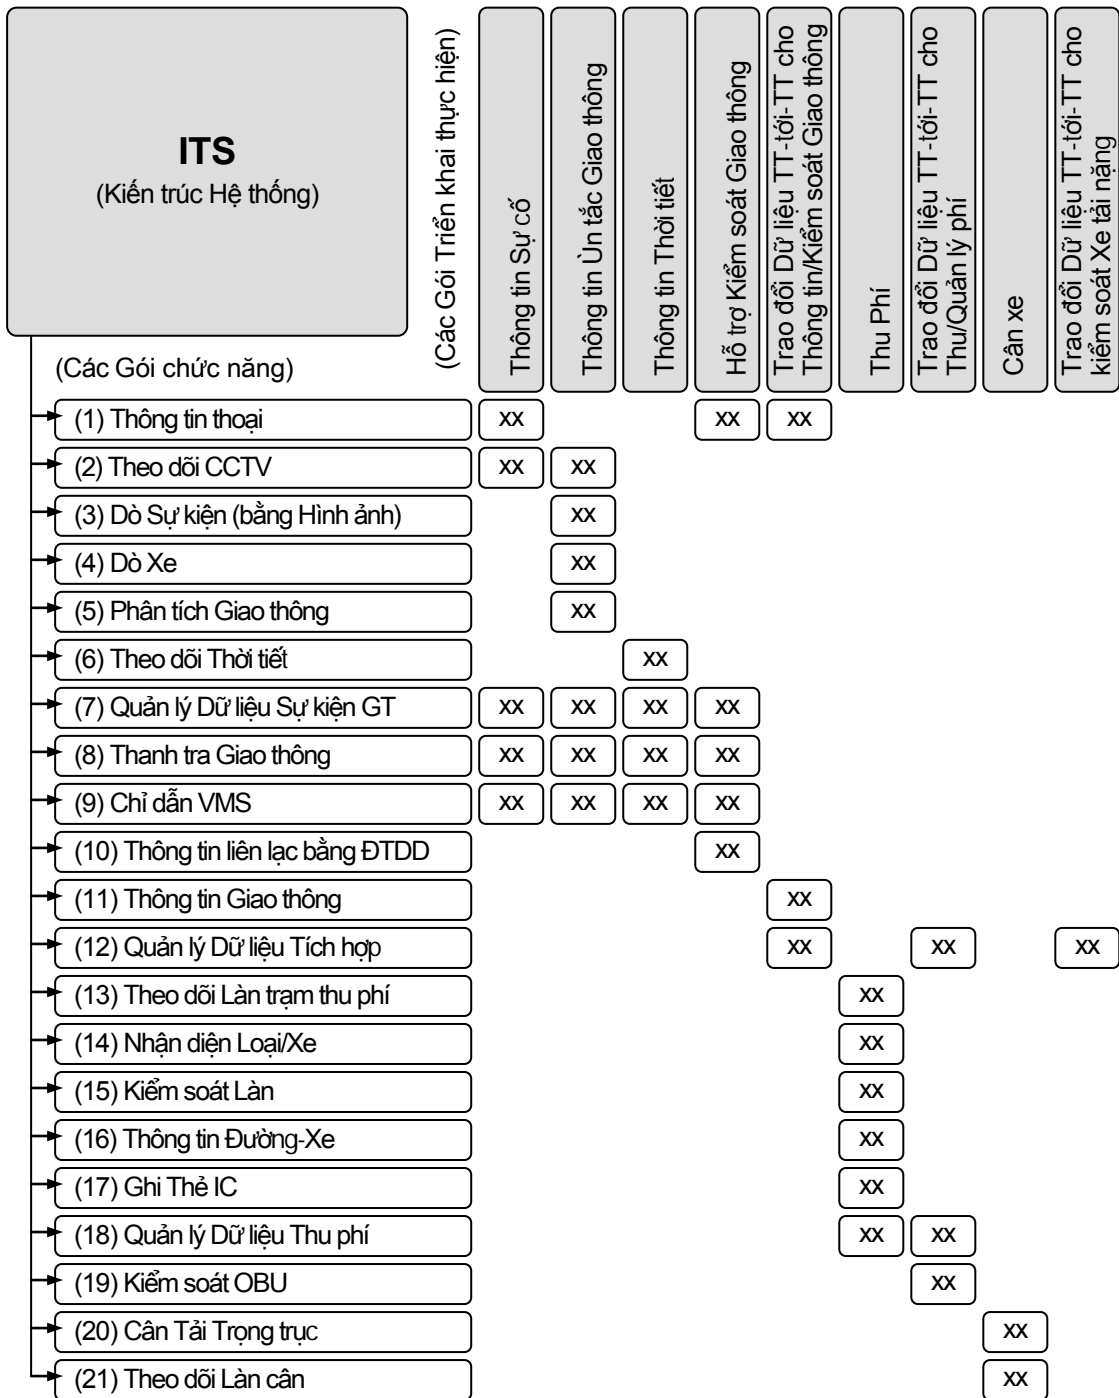 ITS
(Kiến trúc Hệ thống)
(Các Gói Triển khai thực hiện)
Thông tin Sự cố
Thông tin Ùn tắc Giao thông
Thông tin Thời tiết
Hỗ trợ Kiểm soát Giao thông
Trao đổi Dữ liệu TT-tới-TT cho
Thông tin/Kiểm soát Giao thông
Thu Phí
Trao đổi Dữ liệu TT-tới-TT cho
Thu/Quản lý phí
Cân xe
Trao đổi Dữ liệu TT-tới-TT cho
kiểm soát Xe tải nặng
(Các Gói chức năng)
(1) Thông tin thoại xx xx xx
(2) Theo dõi CCTV xx xx
(3) Dò Sự kiện (bằng Hình ảnh) xx
(4) Dò Xe xx
(5) Phân tích Giao thông xx
(6) Theo dõi Thời tiết xx
(7) Quản lý Dữ liệu Sự kiện GT xx xx xx xx
(8) Thanh tra Giao thông xx xx xx xx
(9) Chỉ dẫn VMS xx xx xx xx
(10) Thông tin liên lạc bằng ĐTDD xx
(11) Thông tin Giao thông xx
(12) Quản lý Dữ liệu Tích hợp xx xx xx
(13) Theo dõi Làn trạm thu phí xx
(14) Nhận diện Loại/Xe xx
(15) Kiểm soát Làn xx
(16) Thông tin Đường-Xe xx
(17) Ghi Thẻ IC xx
(18) Quản lý Dữ liệu Thu phí xx xx
(19) Kiểm soát OBU xx
(20) Cân Tải Trọng trục xx
(21) Theo dõi Làn cân xx